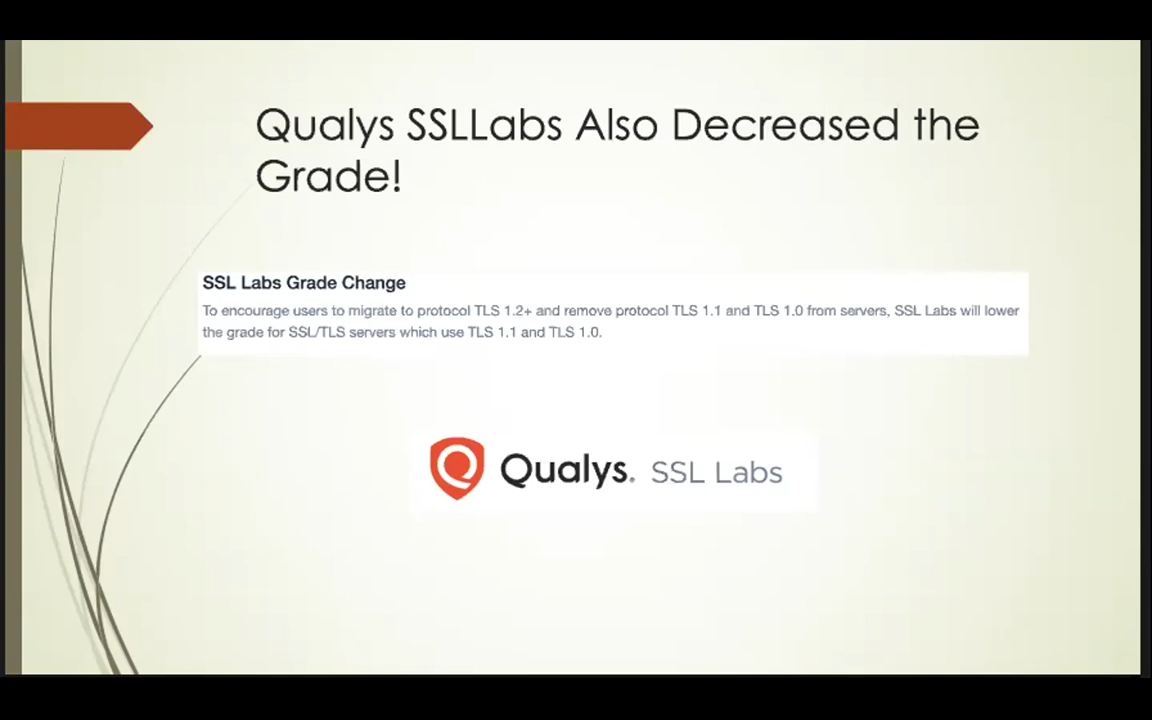 Qualys SSLLabs Also Decreased the
Grade!
SSL Labs Grade Change
To encourage users to migrate to protocol TLS 1.2+ and remove protocol TLS 1.1 and TLS 1.0 from servers, SSL Labs will lower
the grade for SSL/TLS servers which use TLS 1.1 and TLS 1.0.
Qualys. SSL Labs